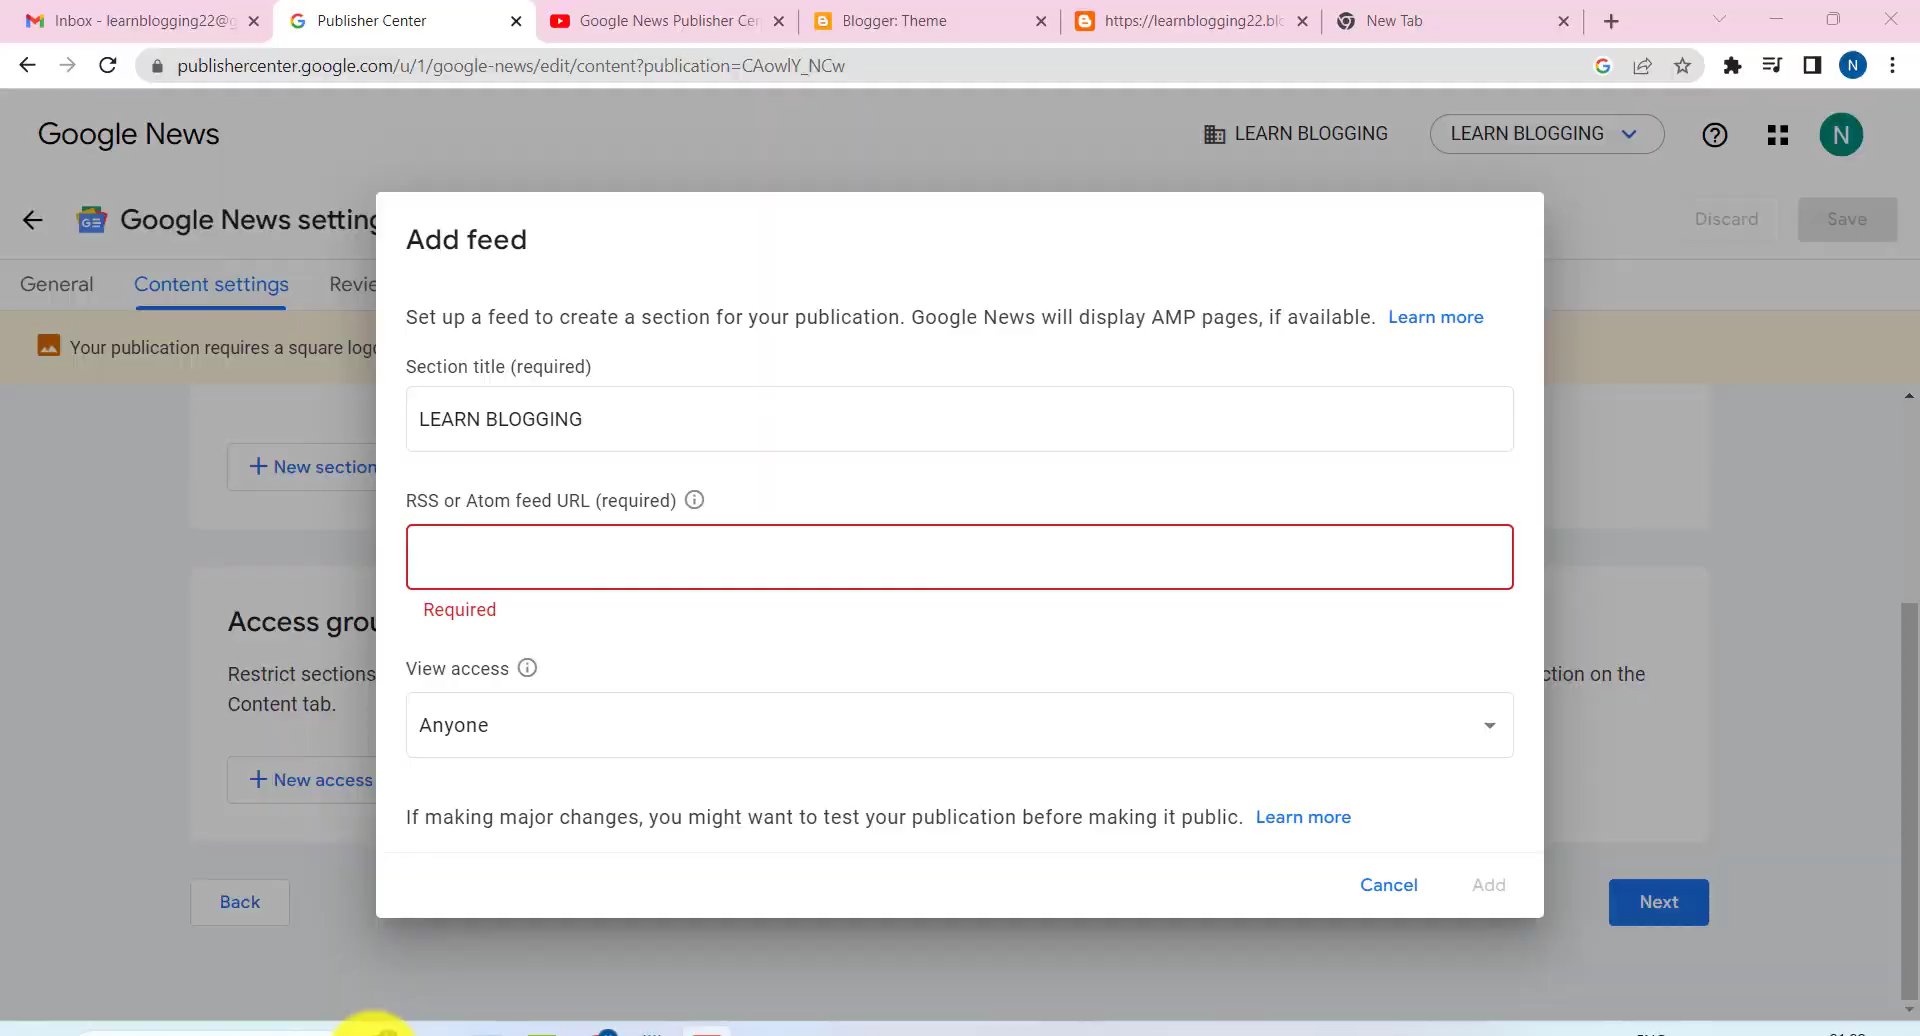 Inbox - learnblogging22@g
Publisher Center
Google News Publisher Cen
Blogger: Theme
https://learnblogging22.blo
New Tab
publishercenter.google.com/u/1/google-news/edit/content?publication=CAowlY_NCw
N
Google News
LEARN BLOGGING
LEARN BLOGGING
N
Google News setting
Discard
Save
General
Content settings
Revie
Your publication requires a square logo
Add feed
Set up a feed to create a section for your publication. Google News will display AMP pages, if available. Learn more
Section title (required)
LEARN BLOGGING
New section
RSS or Atom feed URL (required)
Required
Access grou
Restrict sections
ction on the
Content tab.
View access
Anyone
New access
If making major changes, you might want to test your publication before making it public. Learn more
Cancel
Add
Back
Next